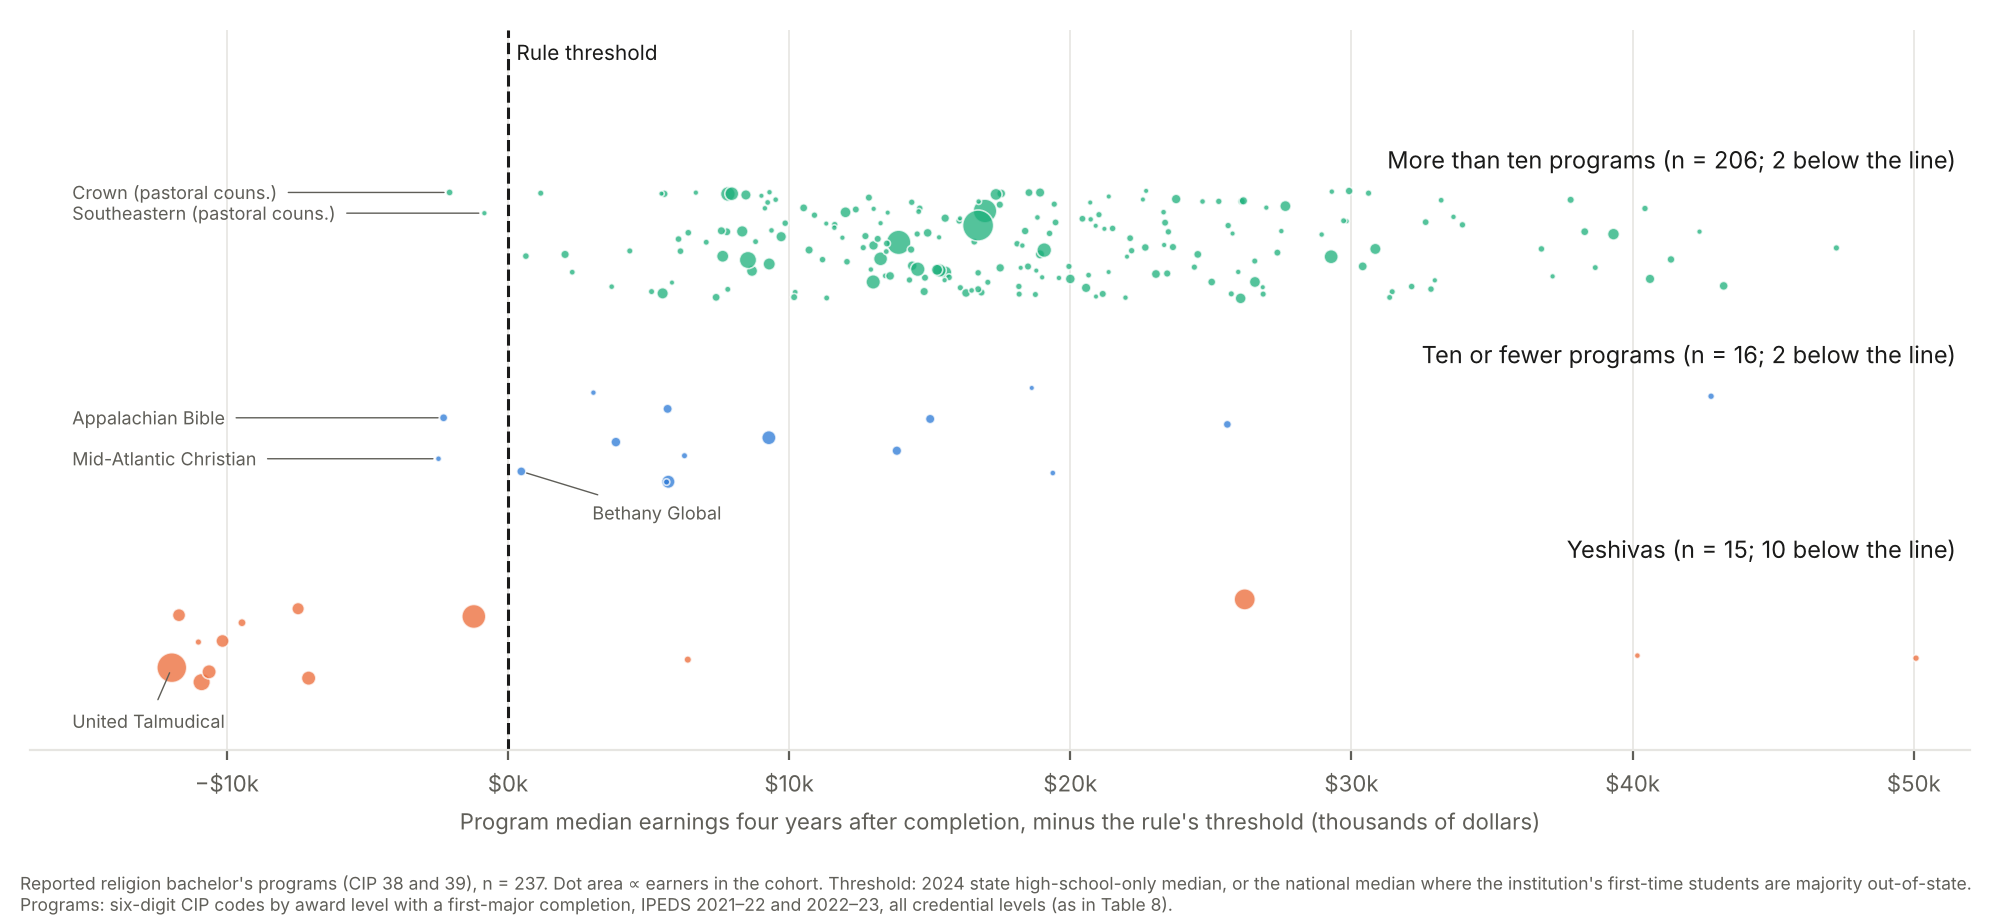 Rule threshold
More than ten programs (n = 206; 2 below the line)
Crown (pastoral couns.)
Southeastern (pastoral couns.)
Ten or fewer programs (n = 16; 2 below the line)
Appalachian Bible
Mid-Atlantic Christian
Bethany Global
Yeshivas (n = 15; 10 below the line)
United Talmudical
−$10k $0k $10k $20k $30k $40k $50k
Program median earnings four years after completion, minus the rule's threshold (thousands of dollars)
Reported religion bachelor's programs (CIP 38 and 39), n = 237. Dot area ∝ earners in the cohort. Threshold: 2024 state high-school-only median, or the national median where the institution's first-time students are majority out-of-state.
Programs: six-digit CIP codes by award level with a first-major completion, IPEDS 2021–22 and 2022–23, all credential levels (as in Table 8).